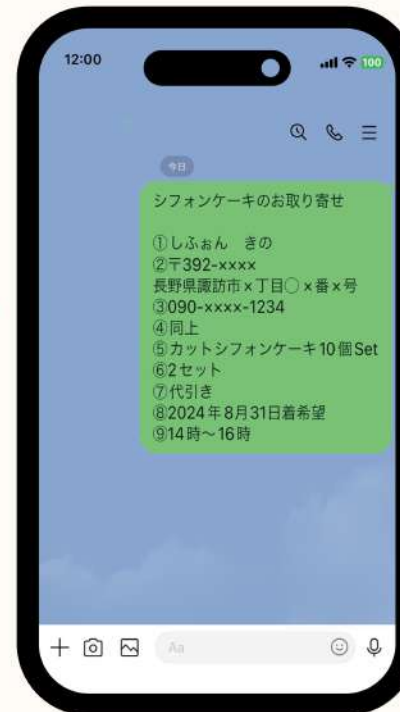 12:00
100
今日
シフォンケーキのお取り寄せ
①しふぉん　きの
②〒392-××××
長野県諏訪市×丁目○×番×号
③090-××××-1234
④同上
⑤カットシフォンケーキ10個Set
⑥2セット
⑦代引き
⑧2024年8月31日着希望
⑨14時～16時
Aa